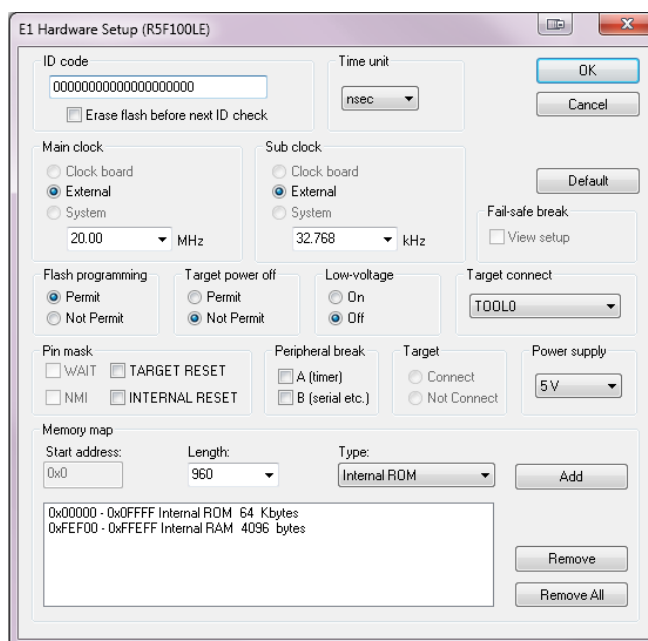 E1 Hardware Setup (R5F100LE)
ID code
00000000000000000000
Erase flash before next ID check
Time unit
nsec
OK
Cancel
Main clock
Clock board
External
System
20.00 MHz
Sub clock
Clock board
External
System
32.768 kHz
Default
Fail-safe break
View setup
Flash programming
Permit
Not Permit
Target power off
Permit
Not Permit
Low-voltage
On
Off
Target connect
TOOL0
Pin mask
WAIT TARGET RESET
NMI INTERNAL RESET
Peripheral break
A (timer)
B (serial etc.)
Target
Connect
Not Connect
Power supply
5 V
Memory map
Start address: Length: Type:
0x0 960 Internal ROM Add
0x00000 - 0x0FFFF Internal ROM 64 Kbytes
0xFEF00 - 0xFFEFF Internal RAM 4096 bytes
Remove
Remove All